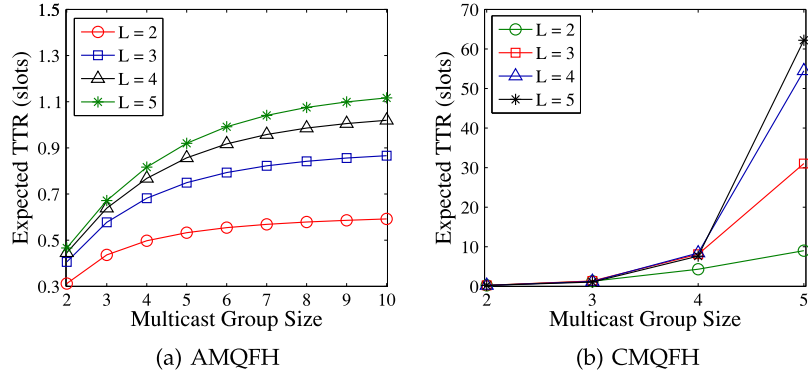 1.5
1.3
1.1
0.9
0.7
0.5
0.3
Expected TTR (slots)
L = 2
L = 3
L = 4
L = 5
2 3 4 5 6 7 8 9 10
Multicast Group Size
(a) AMQFH
70
60
50
40
30
20
10
0
Expected TTR (slots)
L = 2
L = 3
L = 4
L = 5
2 3 4 5
Multicast Group Size
(b) CMQFH